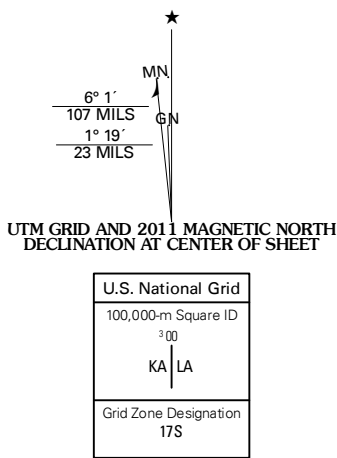 ★
MN.
6° 1´
107 MILS
GN
1° 19´
23 MILS
UTM GRID AND 2011 MAGNETIC NORTH
DECLINATION AT CENTER OF SHEET
U.S. National Grid
100,000-m Square ID
³00
KA LA
Grid Zone Designation
17S